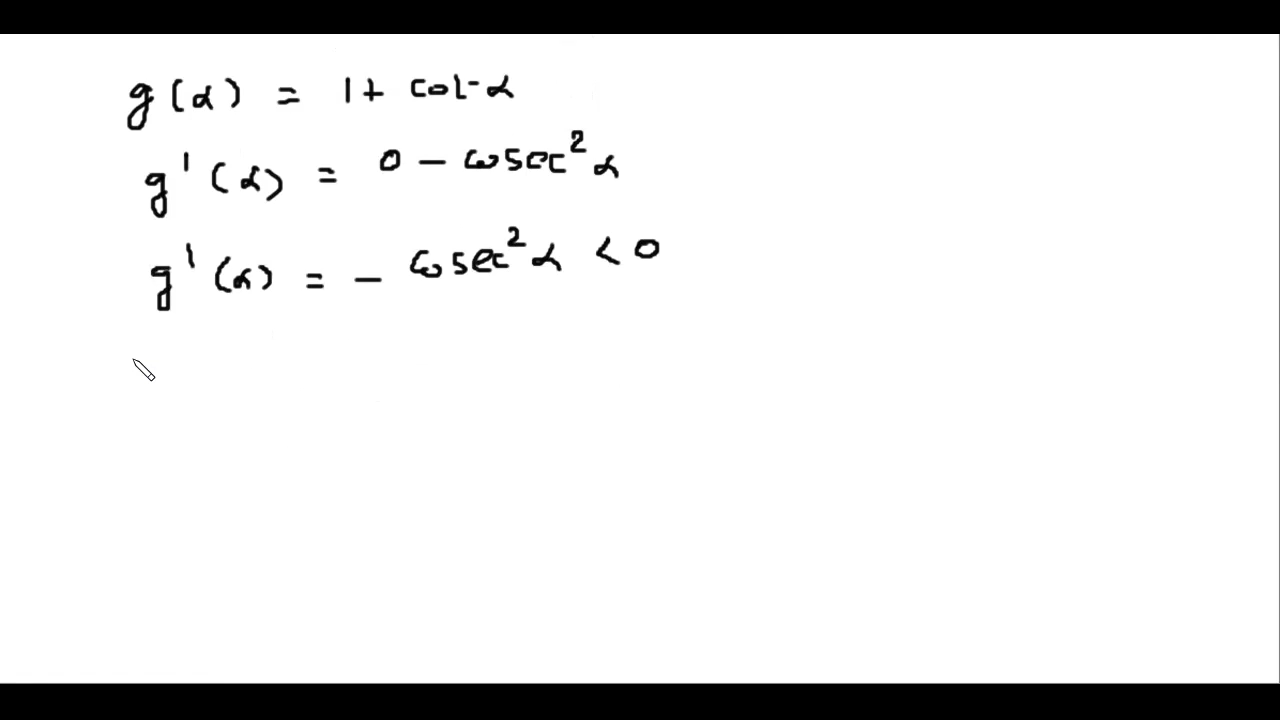 g(α) = 1+ cot α
g'(α) = 0 - cosec²α
g'(α) = - cosec²α < 0